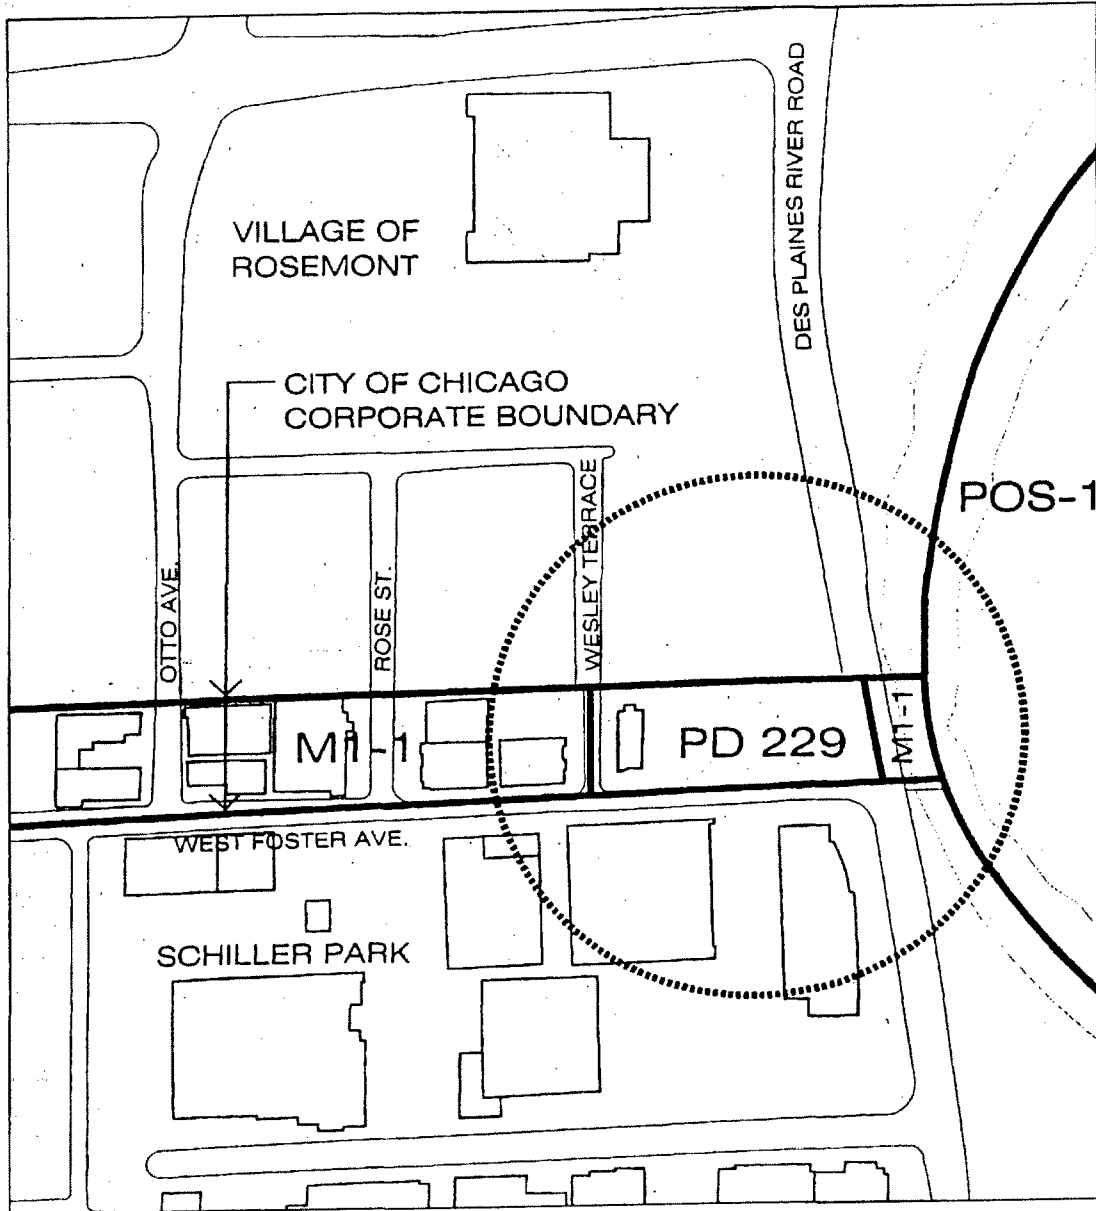 DES PLAINES RIVER ROAD
VILLAGE OF
ROSEMONT
CITY OF CHICAGO
CORPORATE BOUNDARY
POS-1
WESLEY TERRACE
OTTO AVE.
ROSE ST.
M1-1
PD 229
M1-1
WEST FOSTER AVE.
SCHILLER PARK